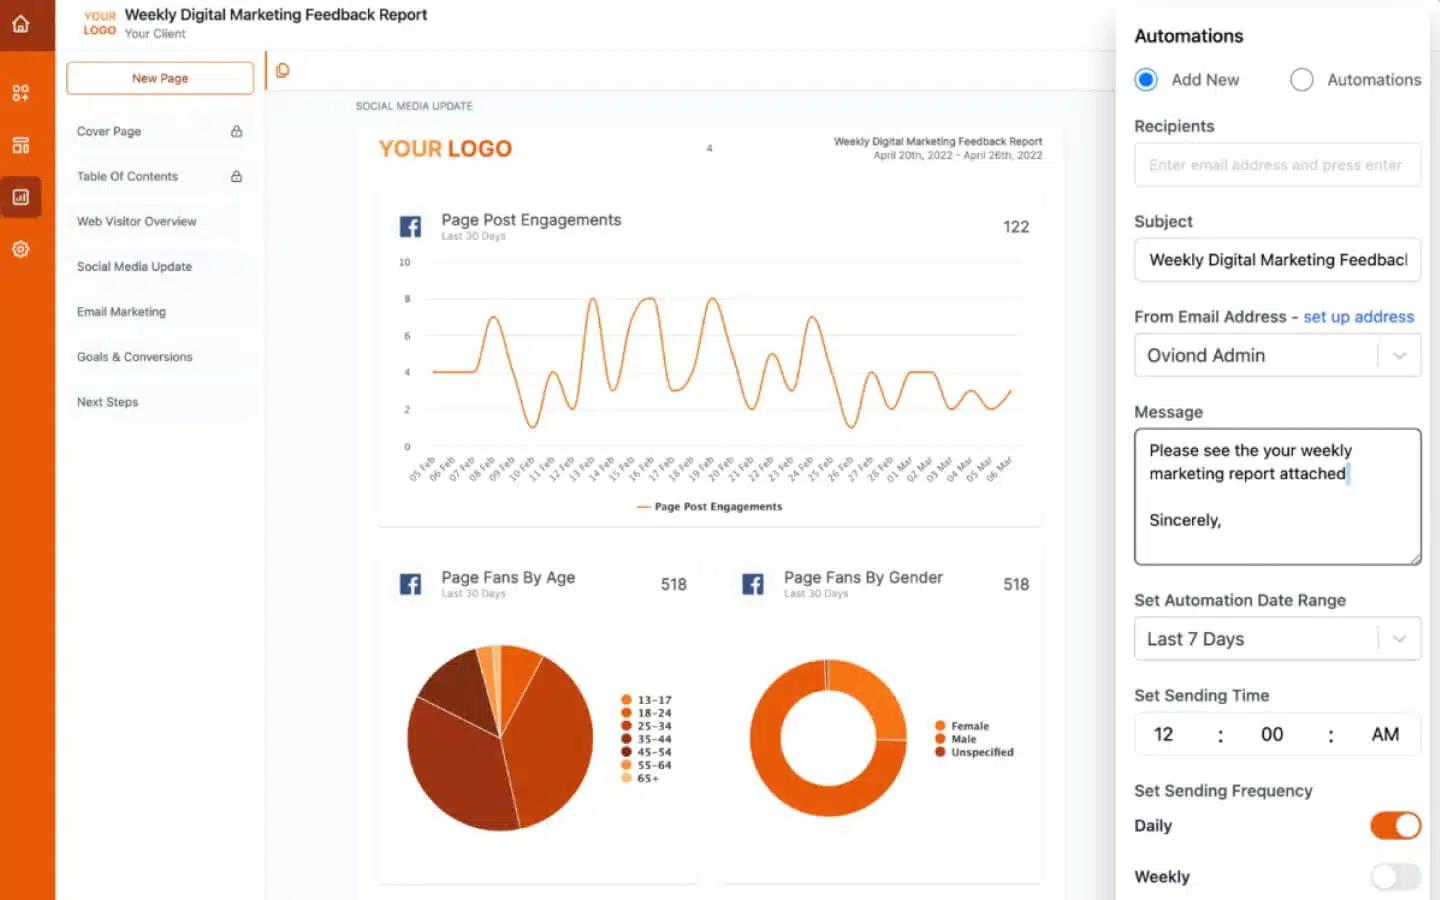 YOUR LOGO
Weekly Digital Marketing Feedback Report
Your Client
New Page
Cover Page
Table Of Contents
Web Visitor Overview
Social Media Update
Email Marketing
Goals & Conversions
Next Steps
SOCIAL MEDIA UPDATE
YOUR LOGO
4
Weekly Digital Marketing Feedback Report
April 20th, 2022 - April 26th, 2022
Page Post Engagements
Last 30 Days
122
10
8
6
4
2
0
05 Feb
06 Feb
07 Feb
08 Feb
09 Feb
10 Feb
11 Feb
12 Feb
13 Feb
14 Feb
15 Feb
16 Feb
17 Feb
18 Feb
19 Feb
20 Feb
21 Feb
22 Feb
23 Feb
24 Feb
25 Feb
26 Feb
27 Feb
28 Feb
01 Mar
02 Mar
03 Mar
04 Mar
05 Mar
06 Mar
Page Post Engagements
Page Fans By Age
Last 30 Days
518
13-17
18-24
25-34
35-44
45-54
55-64
65+
Page Fans By Gender
Last 30 Days
518
Female
Male
Unspecified
Automations
Add New
Automations
Recipients
Enter email address and press enter
Subject
Weekly Digital Marketing Feedbac
From Email Address - set up address
Oviond Admin
Message
Please see the your weekly
marketing report attached
Sincerely,
Set Automation Date Range
Last 7 Days
Set Sending Time
12 : 00 : AM
Set Sending Frequency
Daily
Weekly